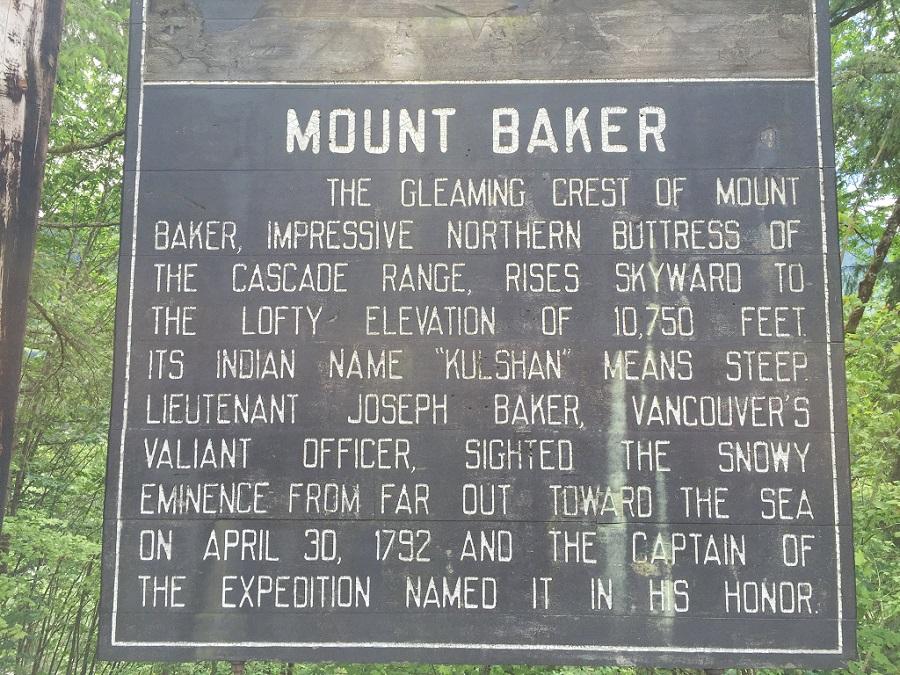 MOUNT BAKER
THE GLEAMING CREST OF MOUNT
BAKER, IMPRESSIVE NORTHERN BUTTRESS OF
THE CASCADE RANGE, RISES SKYWARD TO
THE LOFTY ELEVATION OF 10,750 FEET.
ITS INDIAN NAME "KULSHAN" MEANS STEEP.
LIEUTENANT JOSEPH BAKER, VANCOUVER'S
VALIANT OFFICER, SIGHTED THE SNOWY
EMINENCE FROM FAR OUT TOWARD THE SEA
ON APRIL 30, 1792 AND THE CAPTAIN OF
THE EXPEDITION NAMED IT IN HIS HONOR.